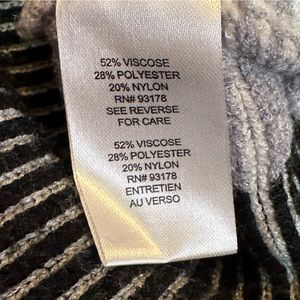 52% VISCOSE
28% POLYESTER
20% NYLON
RN# 93178
SEE REVERSE
FOR CARE
52% VISCOSE
28% POLYESTER
20% NYLON
RN# 93178
ENTRETIEN
AU VERSO